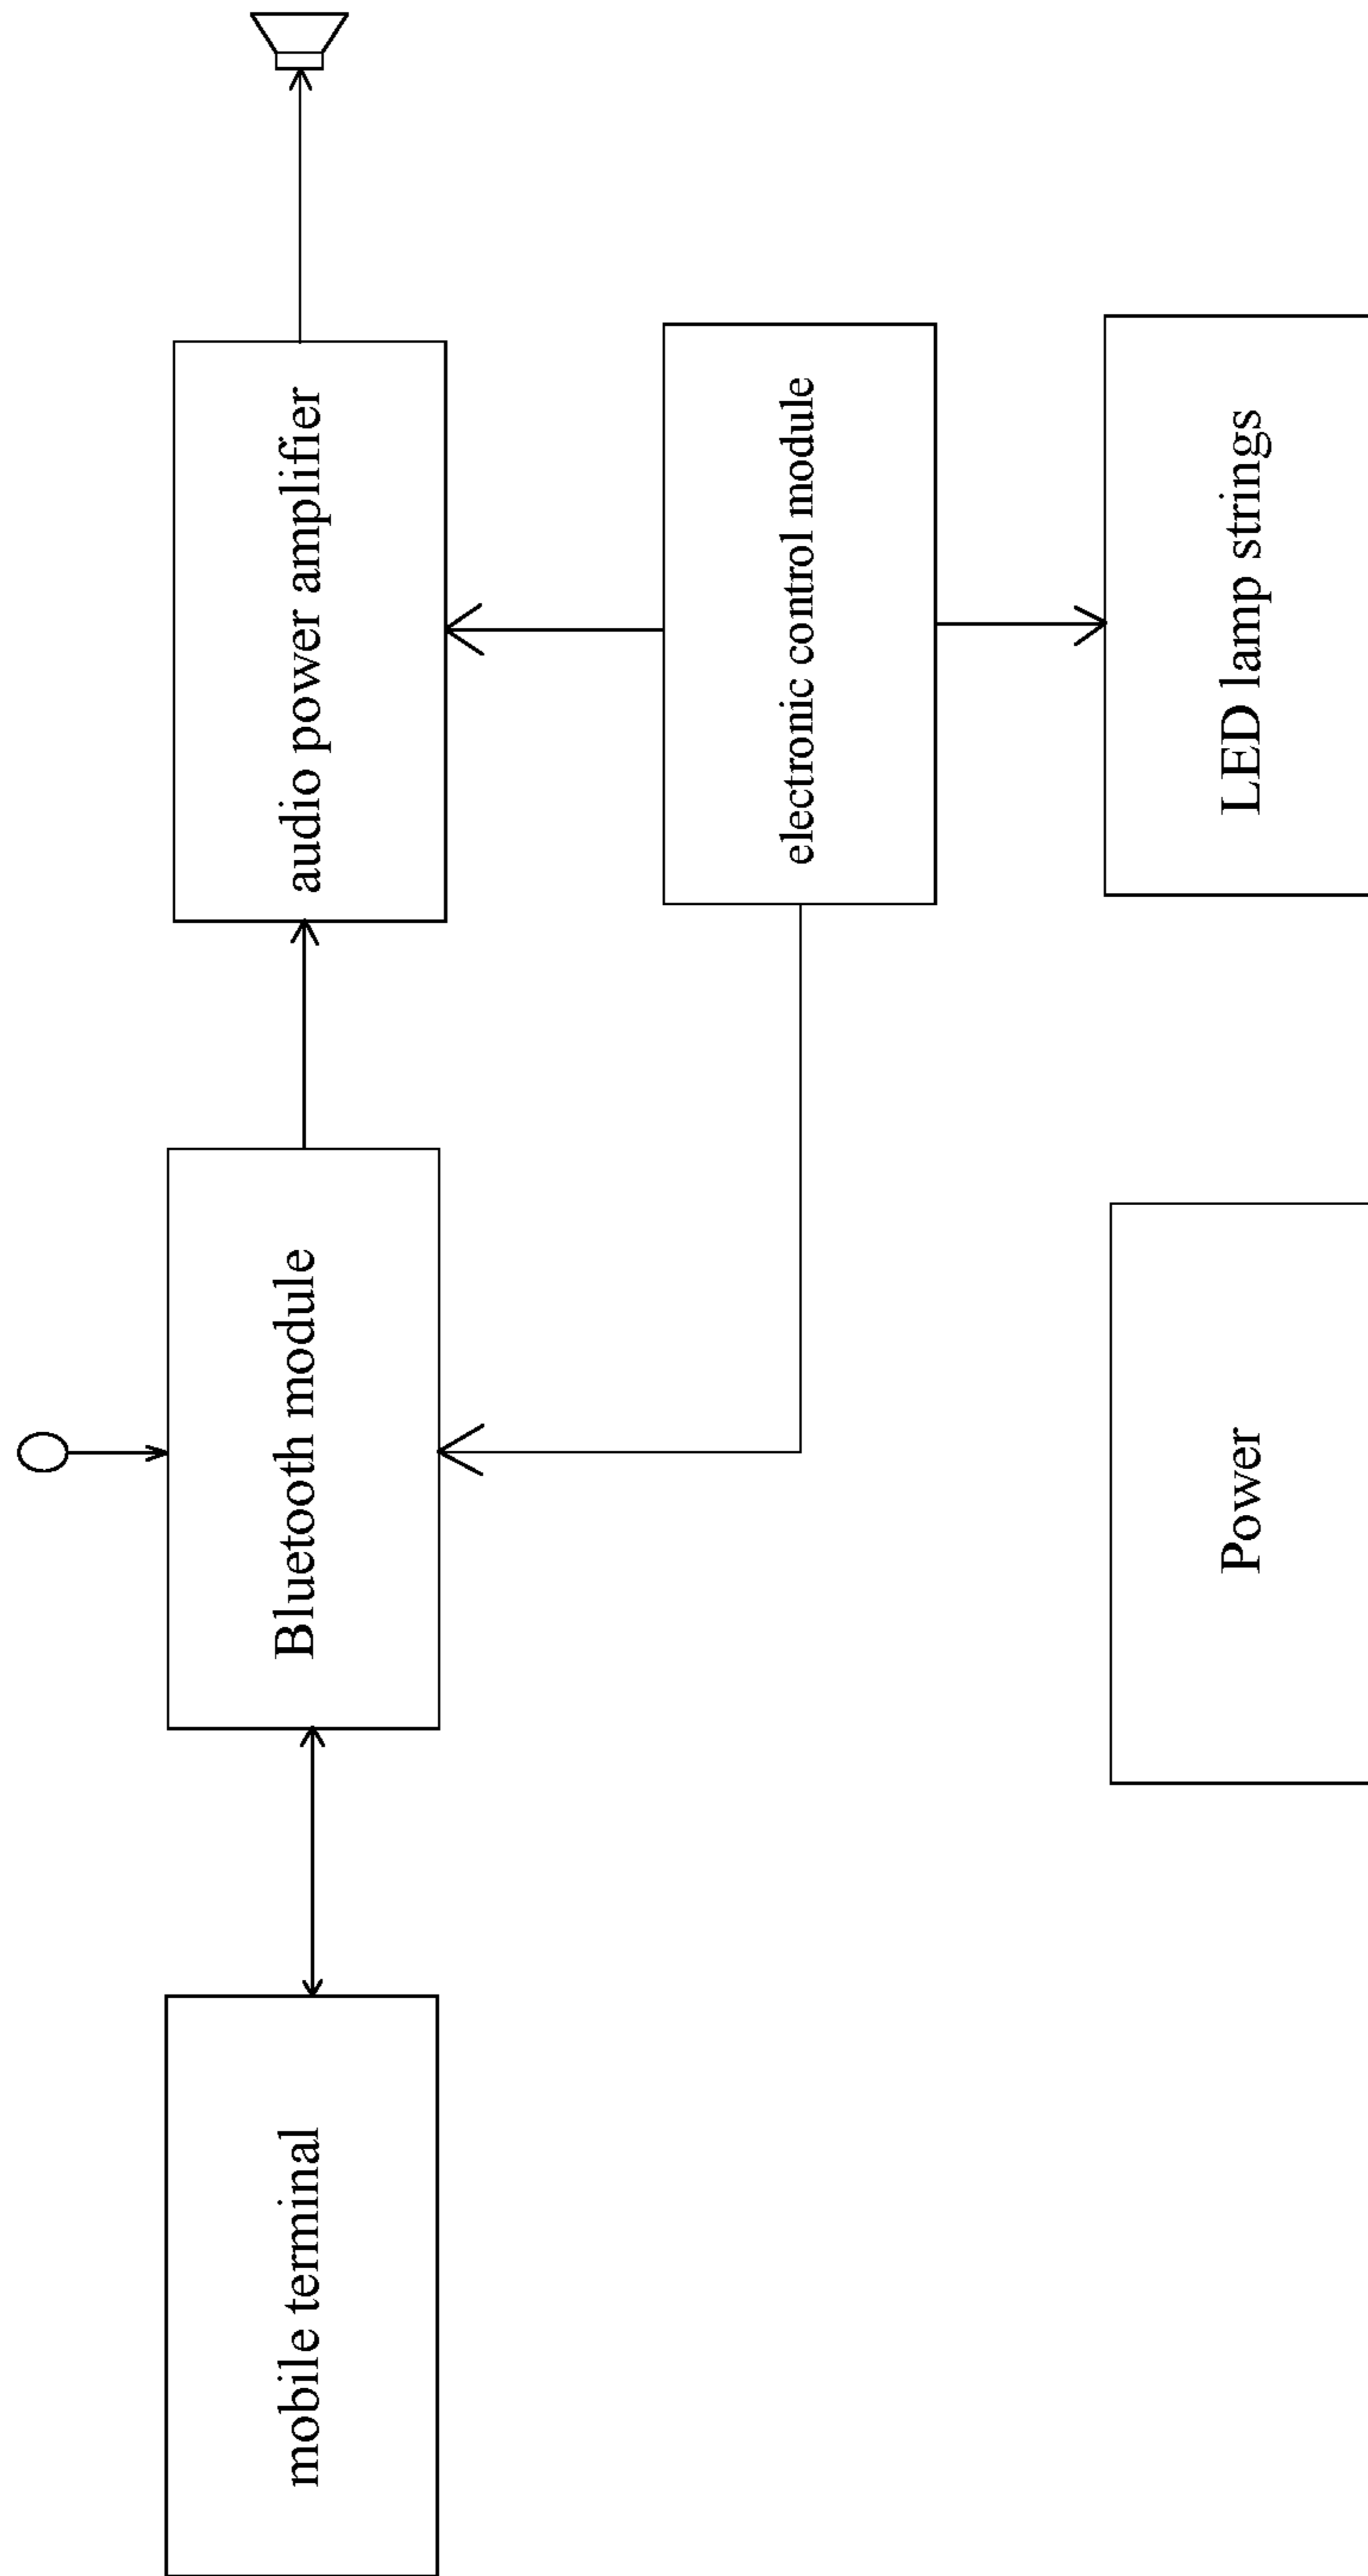 mobile terminal
Bluetooth module
audio power amplifier
electronic control module
Power
LED lamp strings